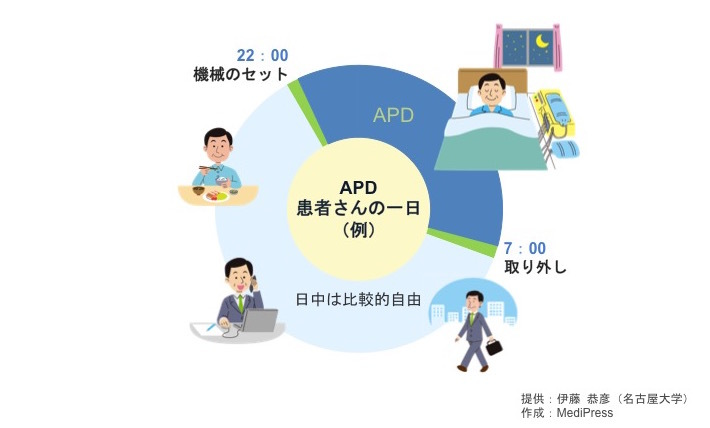 22：00
機械のセット
APD
APD
患者さんの一日
（例）
7：00
取り外し
日中は比較的自由
提供：伊藤 恭彦（名古屋大学）
作成：MediPress